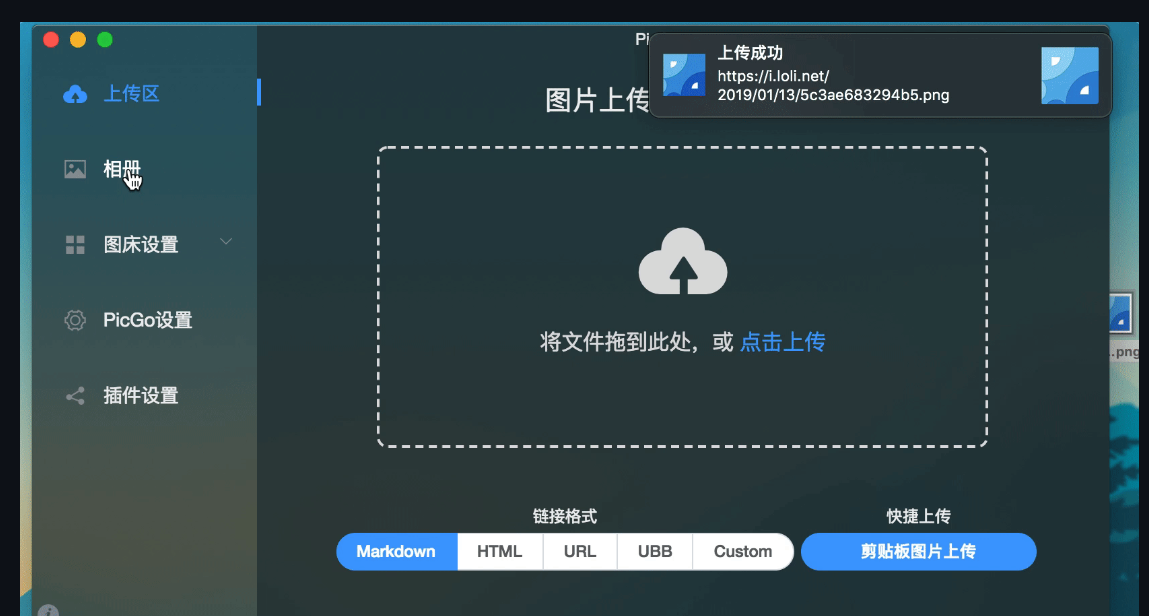 上传区
相册
图床设置
PicGo设置
插件设置
Pi
图片上传
上传成功
https://i.loli.net/
2019/01/13/5c3ae683294b5.png
将文件拖到此处，或 点击上传
.png
链接格式
快捷上传
Markdown
HTML
URL
UBB
Custom
剪贴板图片上传